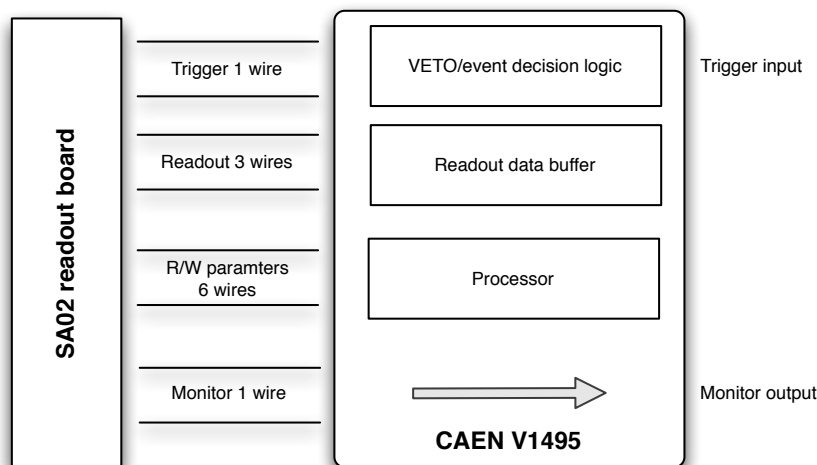 SA02 readout board
Trigger 1 wire
VETO/event decision logic
Trigger input
Readout 3 wires
Readout data buffer
R/W paramters
6 wires
Processor
Monitor 1 wire
Monitor output
CAEN V1495